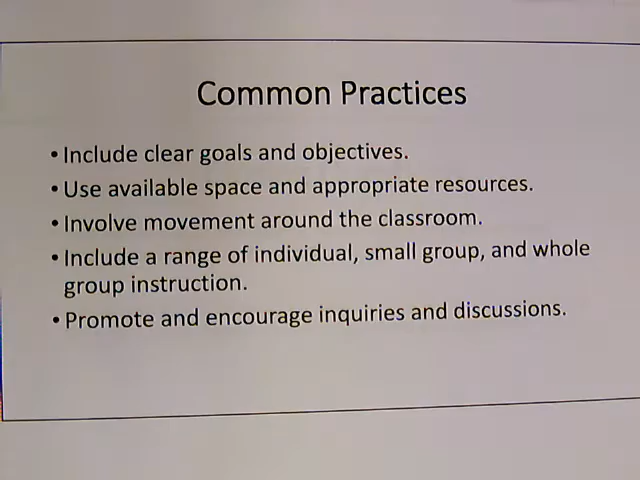 Common Practices
• Include clear goals and objectives.
• Use available space and appropriate resources.
• Involve movement around the classroom.
• Include a range of individual, small group, and whole
group instruction.
• Promote and encourage inquiries and discussions.